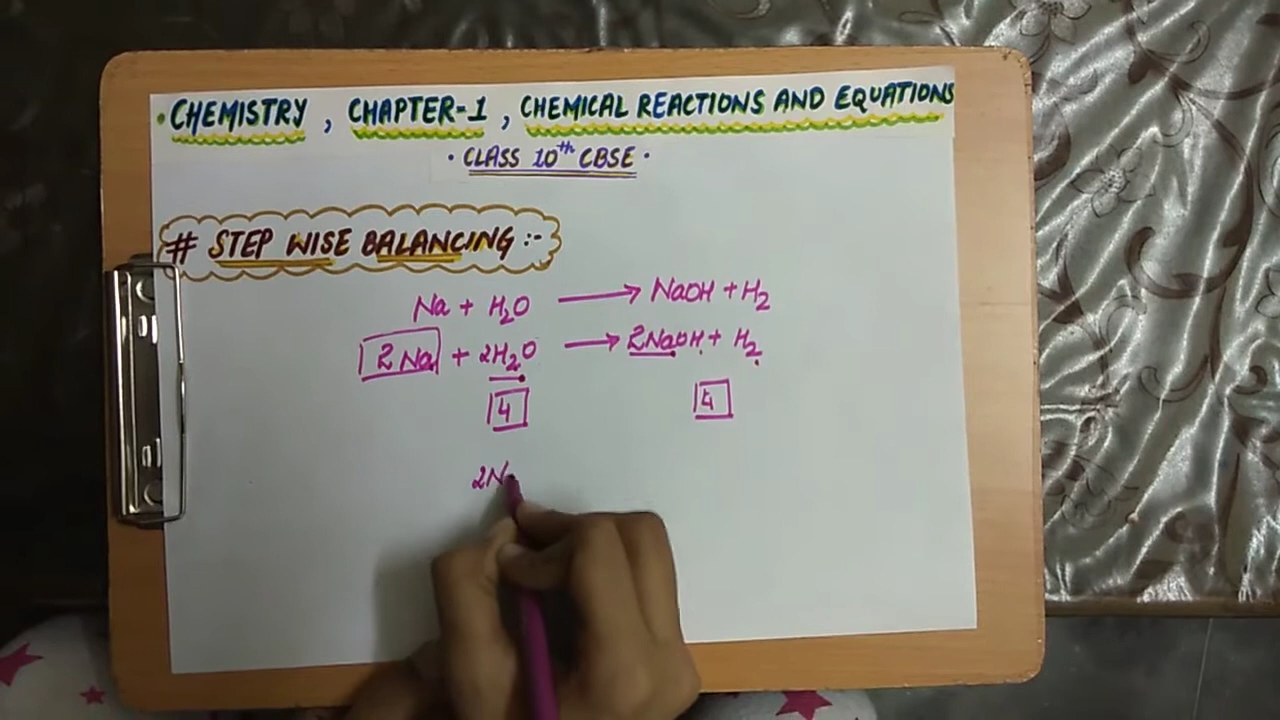 • CHEMISTRY , CHAPTER-1 , CHEMICAL REACTIONS AND EQUATIONS
• CLASS 10th CBSE •
# STEP WISE BALANCING :-
Na + H₂O ⟶ NaOH + H₂
2Na + 2H₂O ⟶ 2NaOH + H₂
4 4
2N